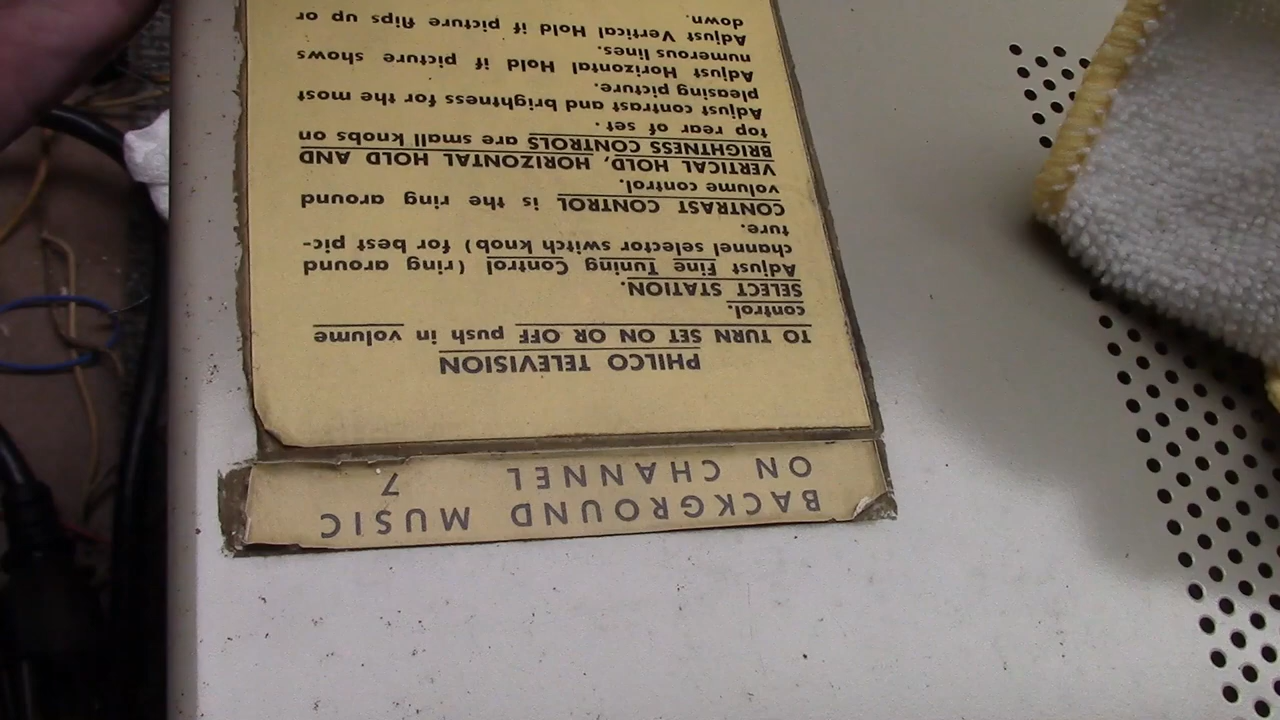 BACKGROUND MUSIC
ON CHANNEL 7
PHILCO TELEVISION
TO TURN SET ON OR OFF push in volume
control.
SELECT STATION.
Adjust Fine Tuning Control (ring around
channel selector switch knob) for best pic-
ture.
CONTRAST CONTROL is the ring around
volume control.
VERTICAL HOLD, HORIZONTAL HOLD AND
BRIGHTNESS CONTROLS are small knobs on
top rear of set.
Adjust contrast and brightness for the most
pleasing picture.
Adjust Horizontal Hold if picture shows
numerous lines.
Adjust Vertical Hold if picture flips up or
down.